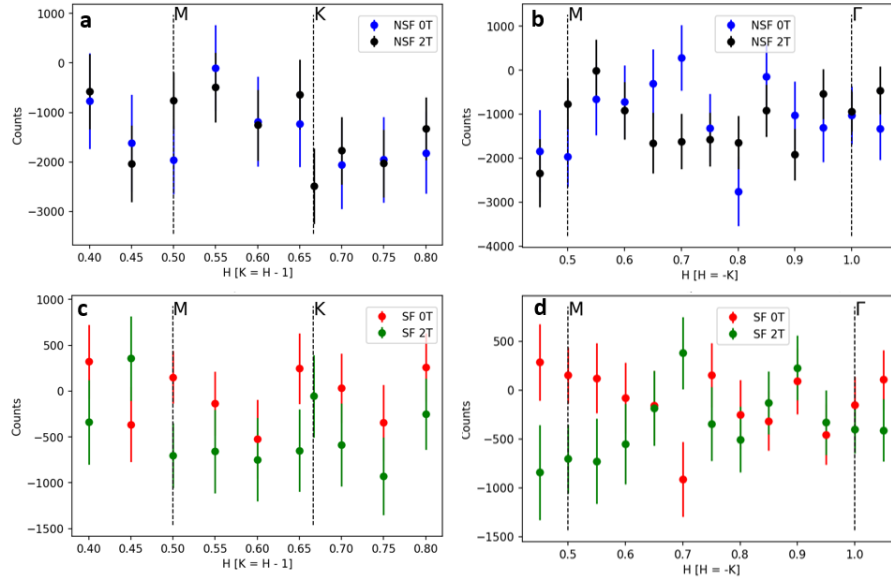 a
M
K
NSF 0T
NSF 2T
1000
0
-1000
-2000
-3000
Counts
0.40 0.45 0.50 0.55 0.60 0.65 0.70 0.75 0.80
H [K = H - 1]
b
M
Γ
NSF 0T
NSF 2T
1000
0
-1000
-2000
-3000
-4000
Counts
0.5 0.6 0.7 0.8 0.9 1.0
H [H = -K]
c
M
K
SF 0T
SF 2T
1000
500
0
-500
-1000
-1500
Counts
0.40 0.45 0.50 0.55 0.60 0.65 0.70 0.75 0.80
H [K = H - 1]
d
M
Γ
SF 0T
SF 2T
500
0
-500
-1000
-1500
Counts
0.5 0.6 0.7 0.8 0.9 1.0
H [H = -K]